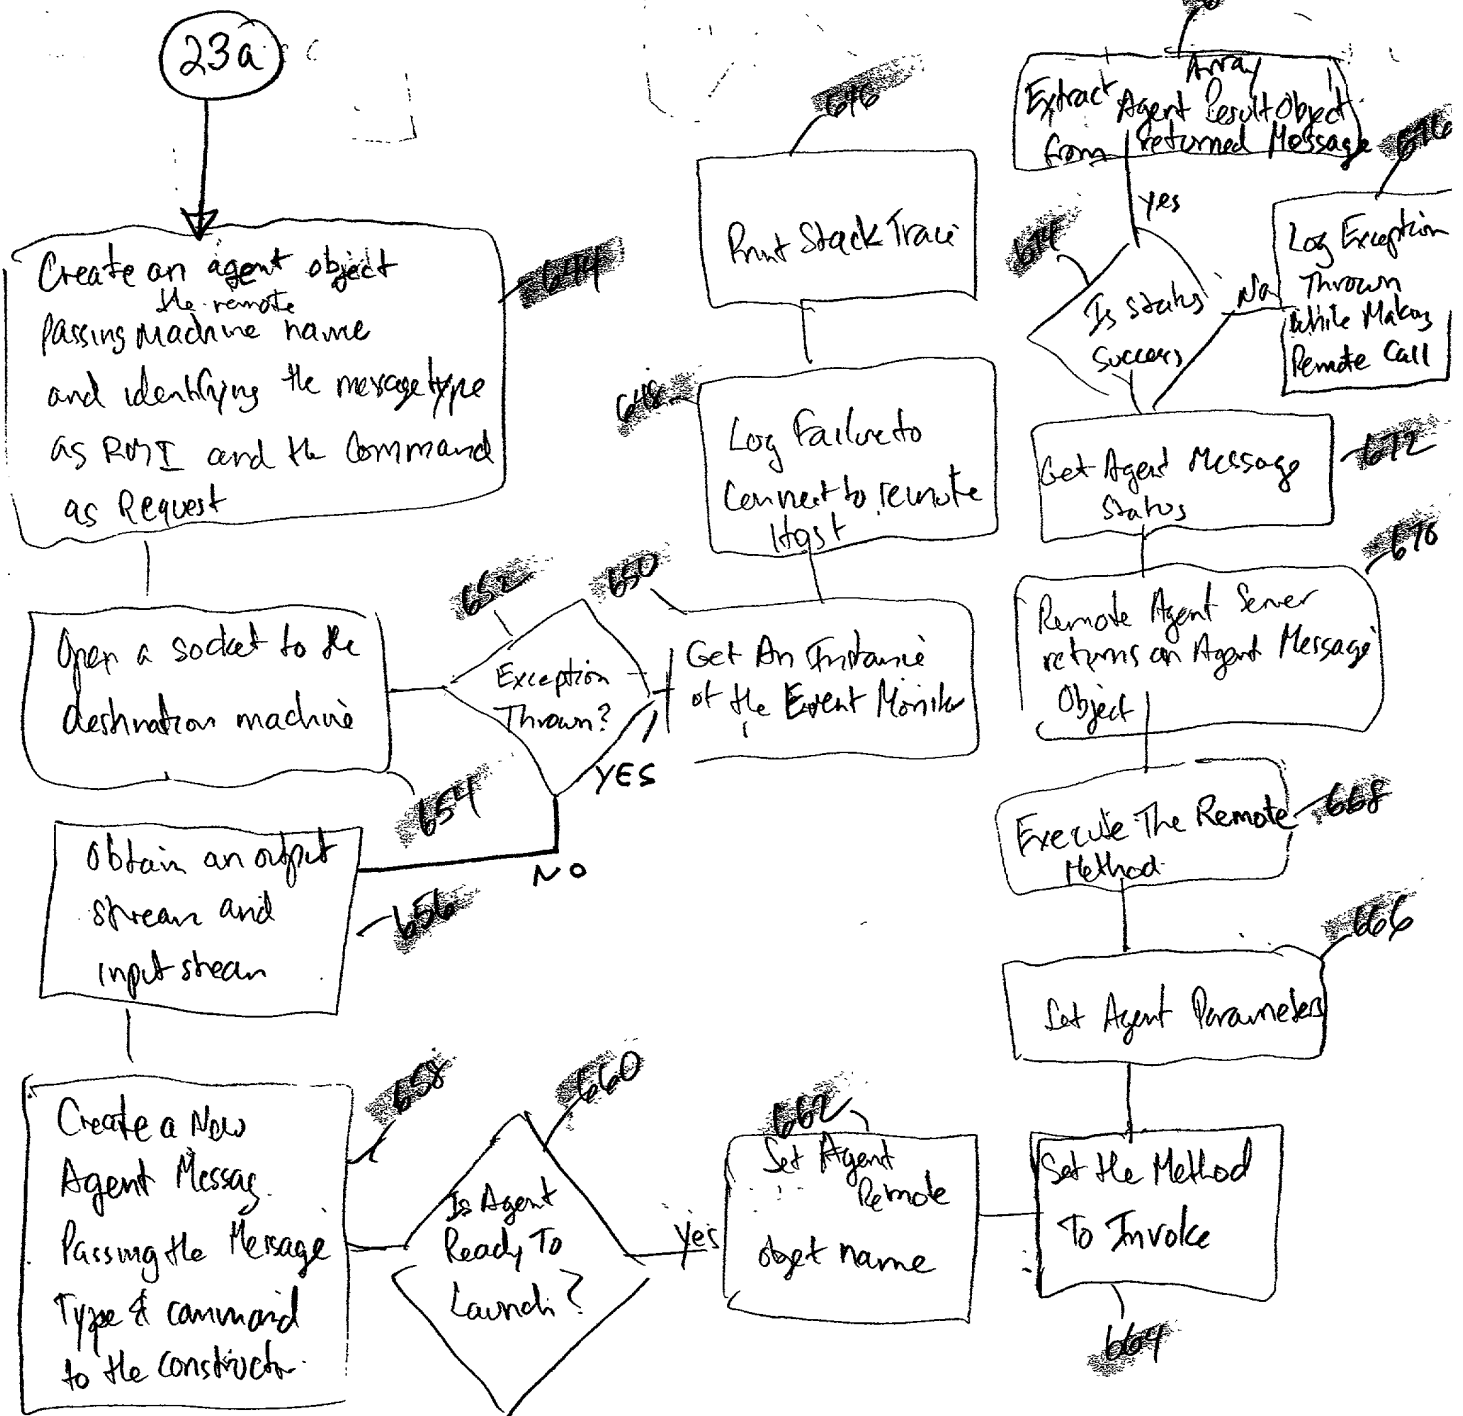 23a
Create an agent object
the remote
Passing Machine name
and identifying the message type
as RMI and the Command
as Request
644
Open a socket to the
destination machine
654
652
Exception
Thrown?
YES
NO
Obtain an output
stream and
input stream
656
Create a New
Agent Messag
Passing the Message
Type & command
to the constructor.
658
660
Is Agent
Ready To
Launch?
Yes
662
Set Agent
Remote
objet name
Set the Method
To Invoke
664
646
Print Stack Trace
648
Log Failure to
Connect to remote
Host
650
Get An Instance
of the Event Monitor
Array
Extract Agent Result Object
from returned Message
yes
674
Is Status
Success
No
676
Log Exception
Thrown
While Making
Remote Call
Get Agent Message
Status
672
670
Remote Agent Server
returns an Agent Message
Object
Execute The Remote
Method
668
666
Set Agent Parameters